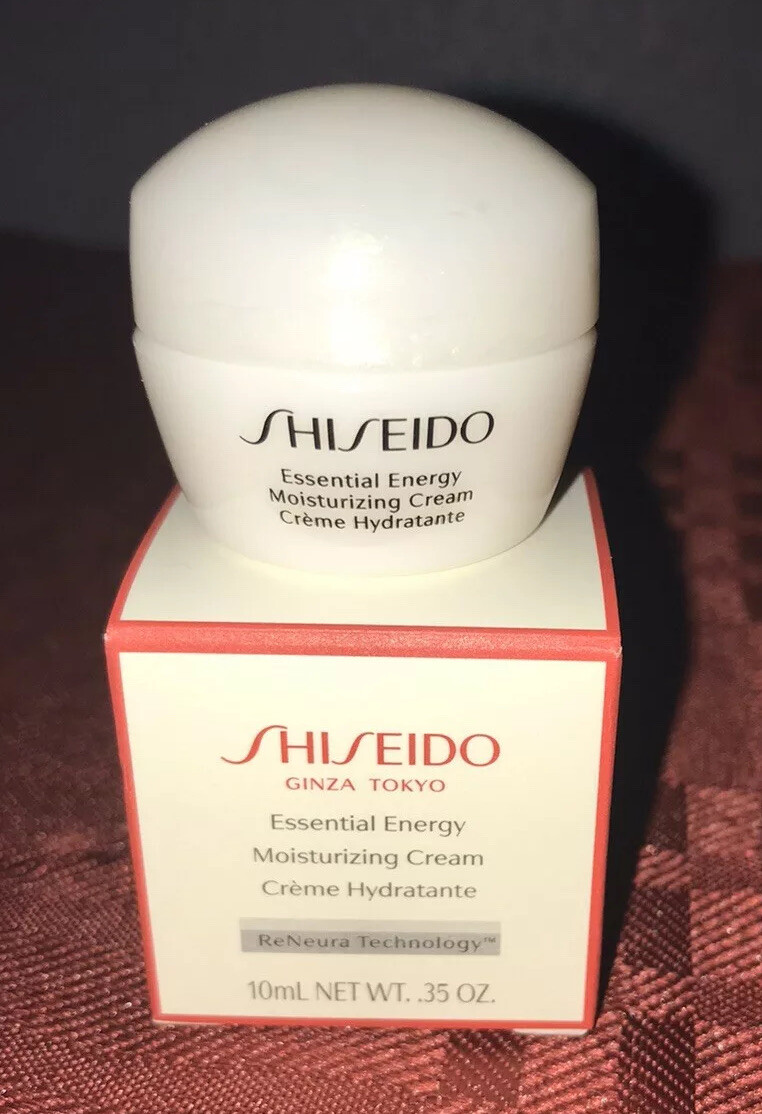 SHISEIDO
Essential Energy
Moisturizing Cream
Crème Hydratante
SHISEIDO
GINZA TOKYO
Essential Energy
Moisturizing Cream
Crème Hydratante
ReNeura Technology™
10mL NET WT. .35 OZ.